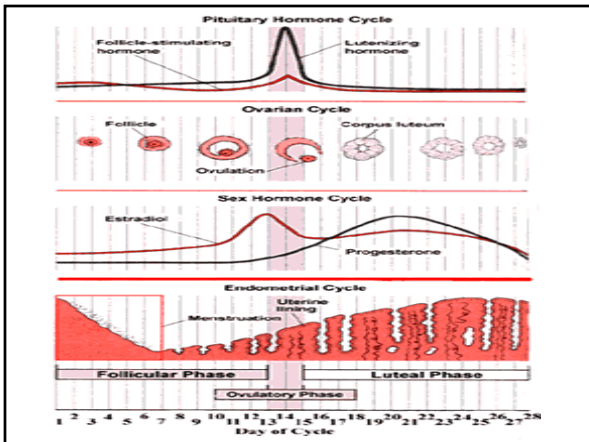 Pituitary Hormone Cycle
Follicle-stimulating
hormone
Lutenizing
hormone
Ovarian Cycle
Follicle
Ovulation
Corpus luteum
Sex Hormone Cycle
Estradiol
Progesterone
Endometrial Cycle
Menstruation
Uterine
lining
Follicular Phase
Luteal Phase
Ovulatory Phase
1 2 3 4 5 6 7 8 9 10 11 12 13 14 15 16 17 18 19 20 21 22 23 24 25 26 27 28
Day of Cycle